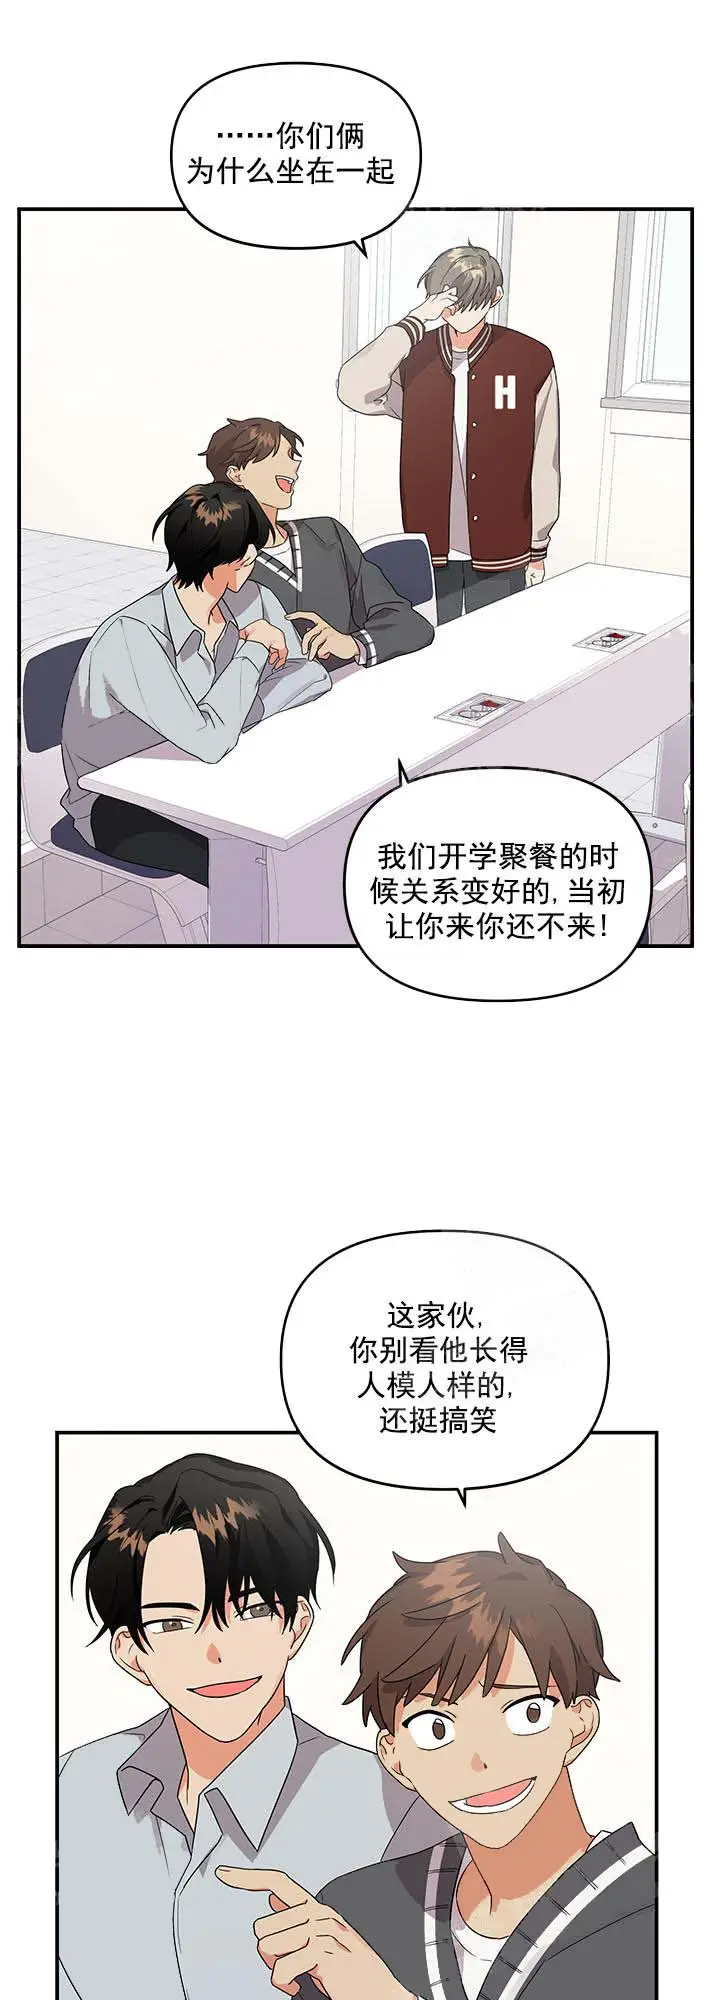 ……你们俩
为什么坐在一起
H
我们开学聚餐的时
候关系变好的,当初
让你来你还不来!
这家伙,
你别看他长得
人模人样的,
还挺搞笑